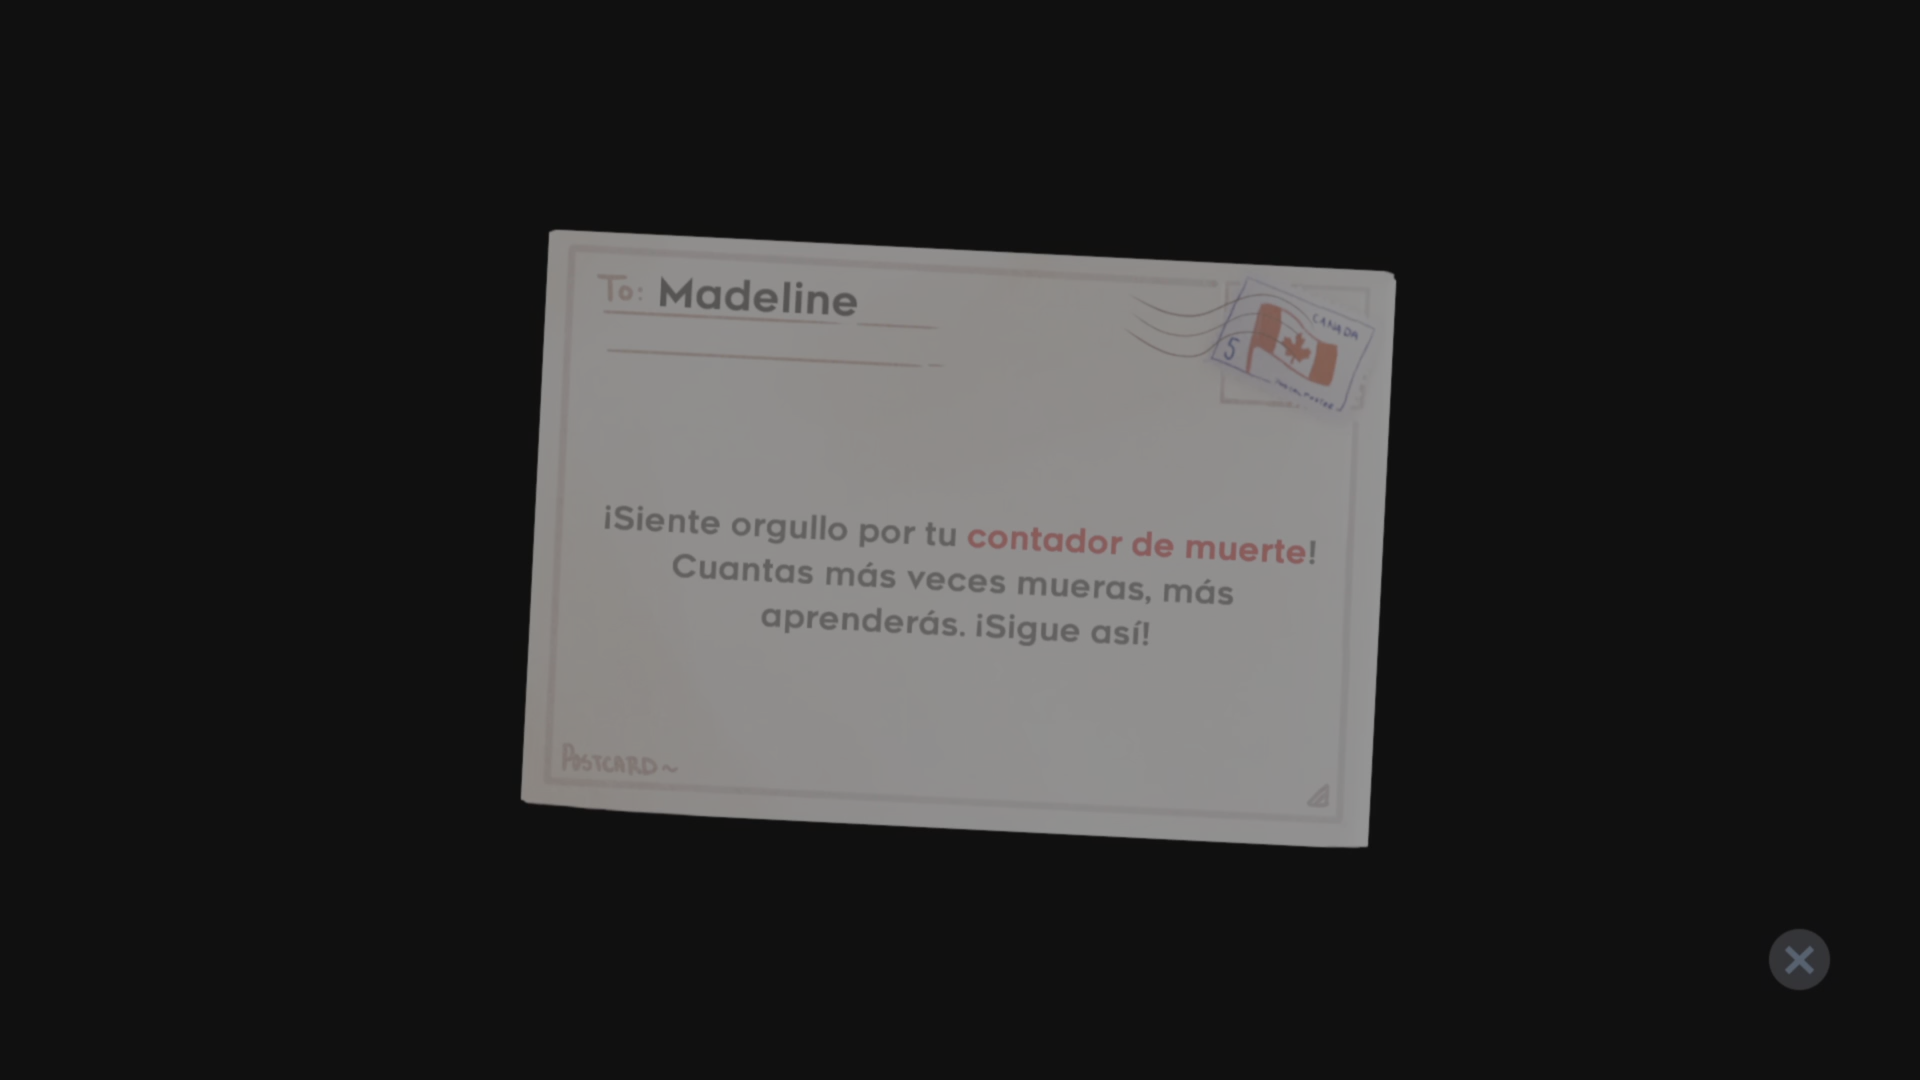 To: Madeline
CANADA
5
¡Siente orgullo por tu contador de muerte!
Cuantas más veces mueras, más
aprenderás. ¡Sigue así!
POSTCARD~